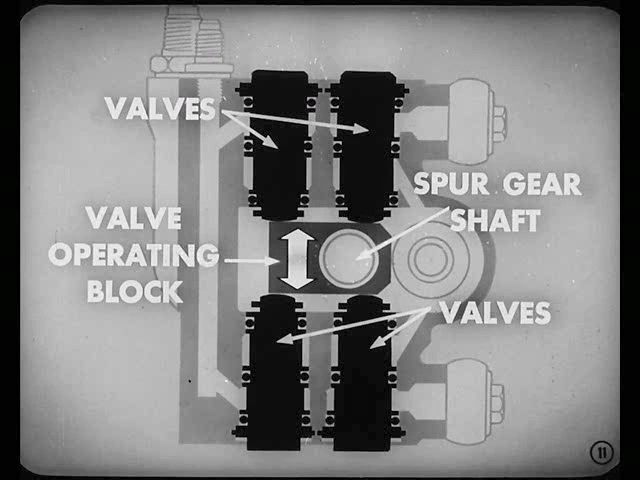 VALVES
SPUR GEAR
SHAFT
VALVE
OPERATING
BLOCK
VALVES
11